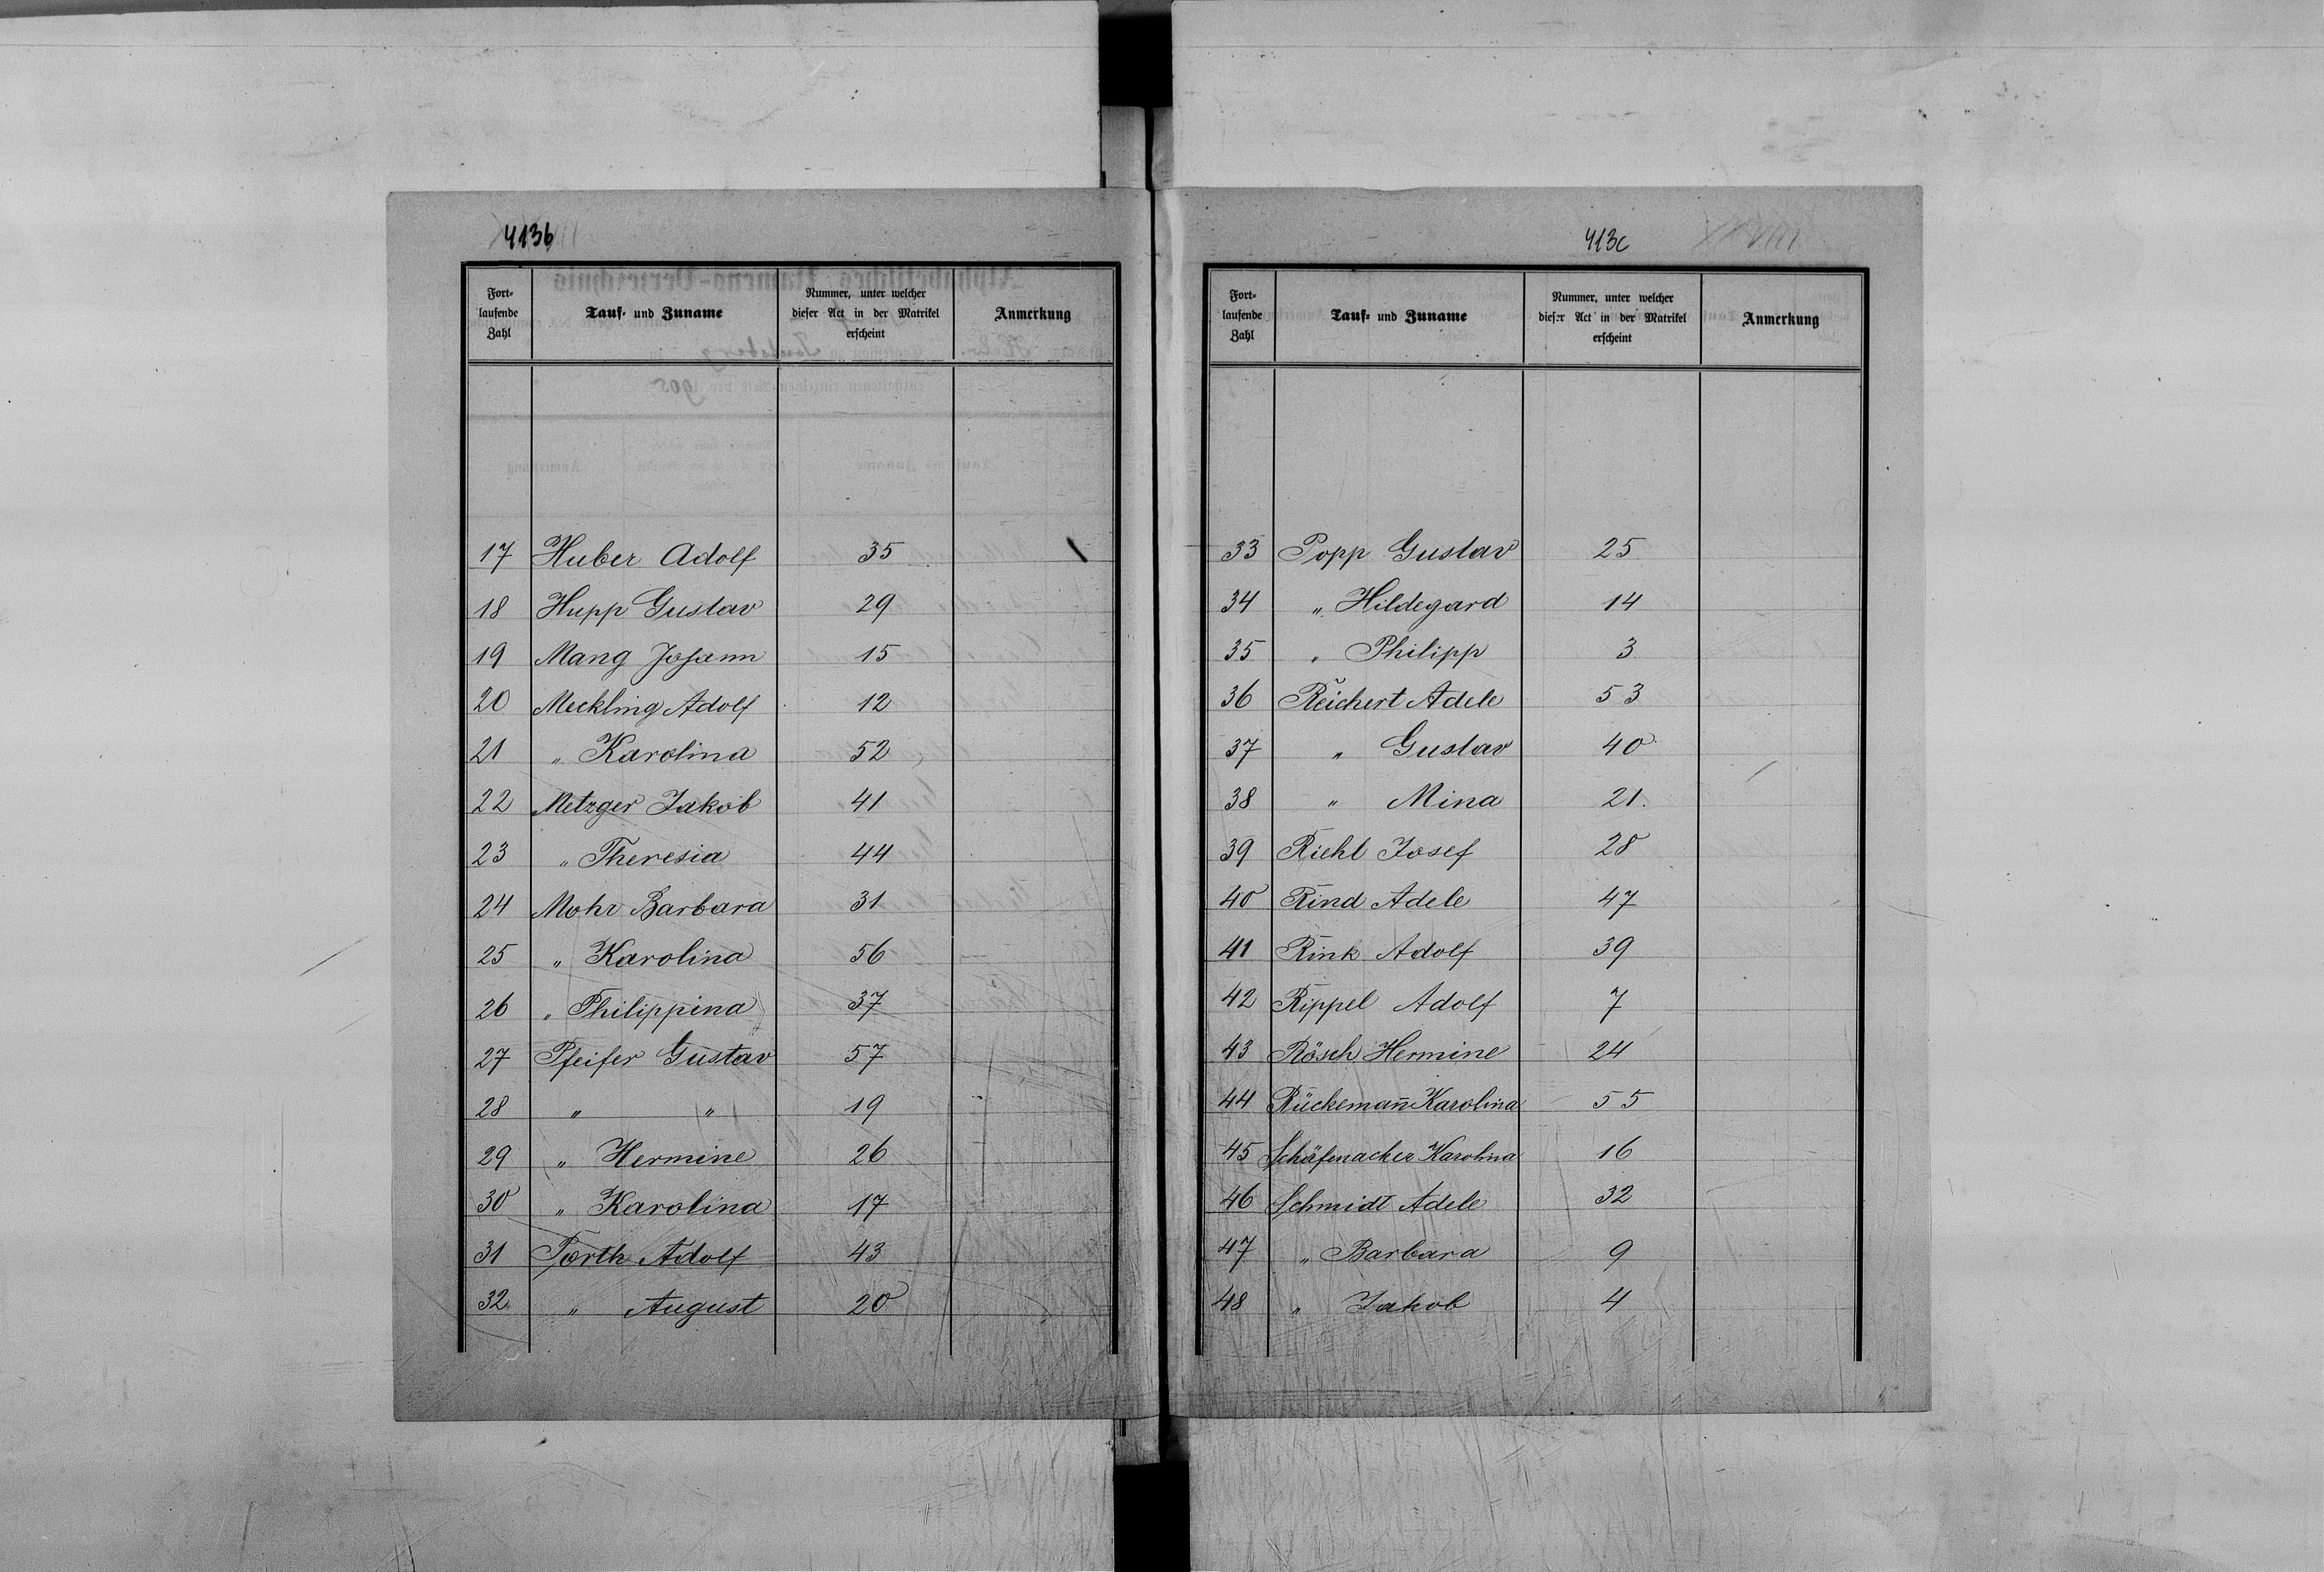 413b
Fort-laufende Zahl | Tauf- und Zuname | Nummer, unter welcher dieser Act in der Matrikel erscheint | Anmerkung
17 Huber Adolf 35
18 Hupp Gustav 29
19 Mang Johann 15
20 Meckling Adolf 12
21 „ Karolina 52
22 Metzger Jakob 41
23 „ Theresia 44
24 Mohr Barbara 31
25 „ Karolina 56
26 „ Philippina 37
27 Pfeifer Gustav 57
28 „ „ 19
29 „ Hermine 26
30 „ Karolina 17
31 Porth Adolf 43
32 „ August 20
413c
Fort-laufende Zahl | Tauf- und Zuname | Nummer, unter welcher dieser Act in der Matrikel erscheint | Anmerkung
33 Popp Gustav 25
34 „ Hildegard 14
35 „ Philipp 3
36 Reichert Adele 53
37 „ Gustav 40
38 „ Mina 21.
39 Riehl Josef 28
40 Rind Adele 47
41 Rink Adolf 39
42 Rippel Adolf 7
43 Rösch Hermine 24
44 Rückemañ Karolina 55
45 Schäfenacker Karolina 16
46 Schmidt Adele 32
47 „ Barbara 9
48 „ Jakob 4